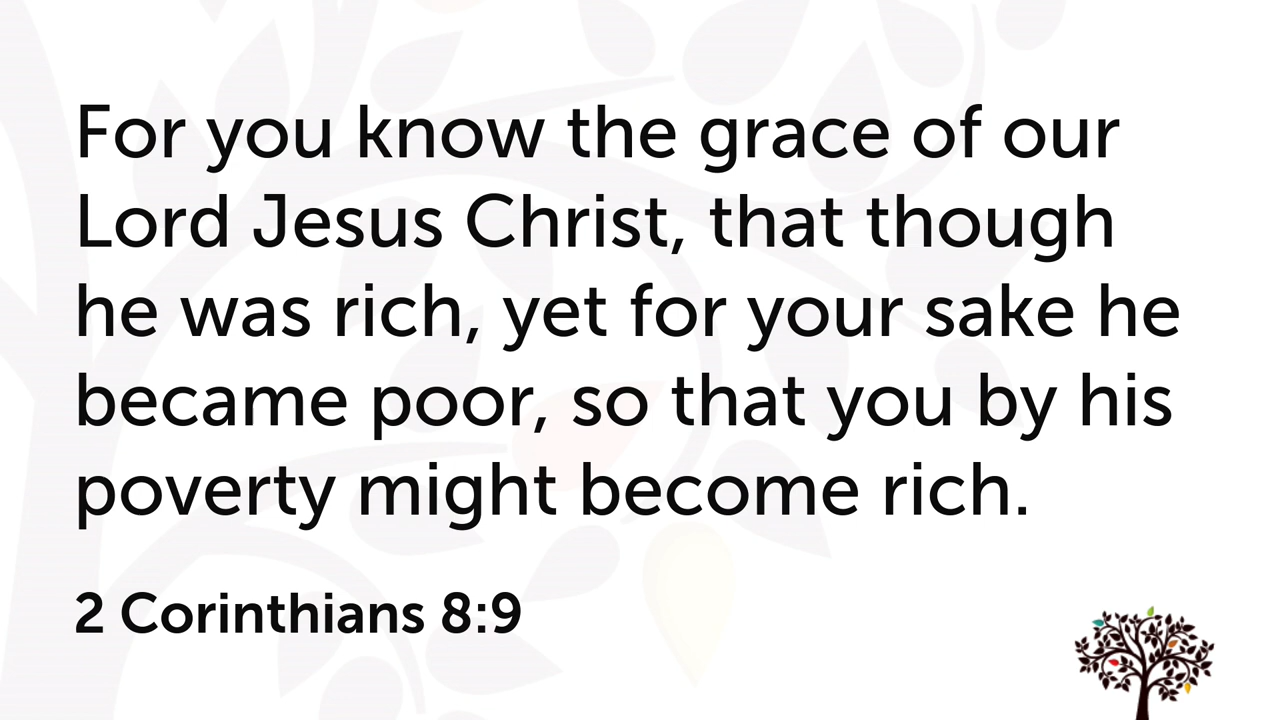 For you know the grace of our
Lord Jesus Christ, that though
he was rich, yet for your sake he
became poor, so that you by his
poverty might become rich.
2 Corinthians 8:9